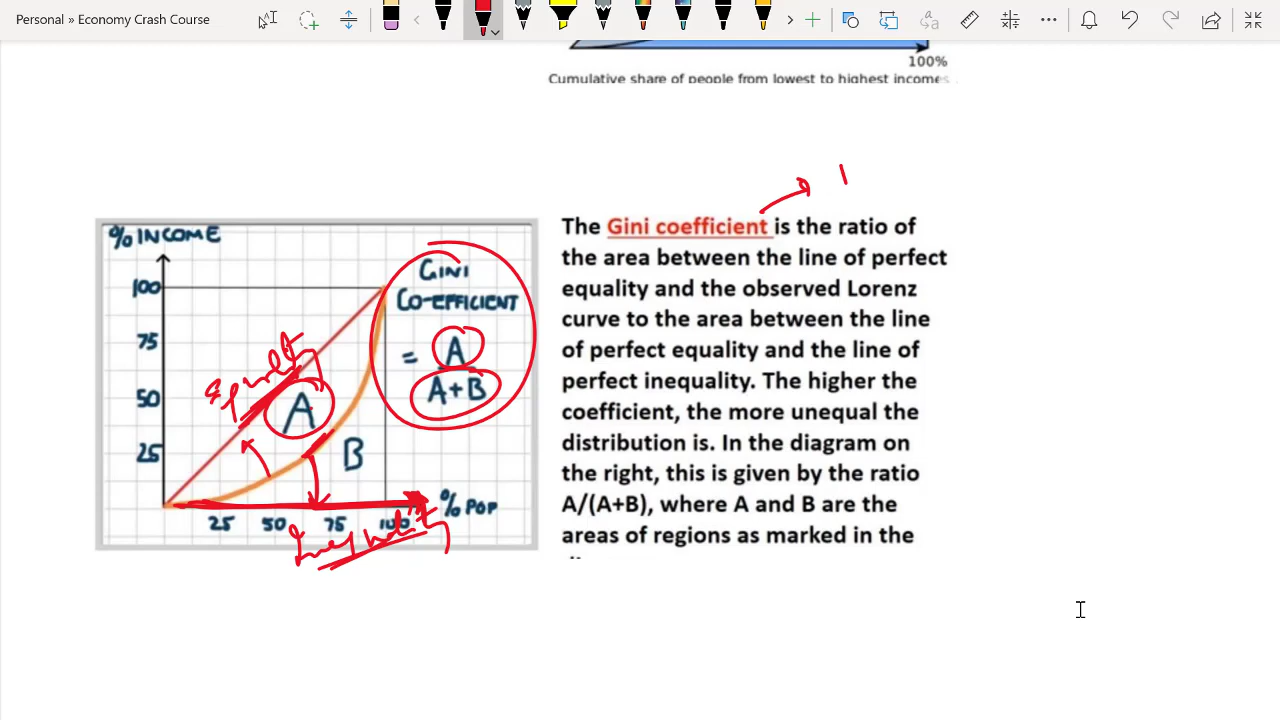 Personal » Economy Crash Course
100%
Cumulative share of people from lowest to highest incomes
% INCOME
100
75
50
25
25 50 75 100
% POP
Equality
A
B
Inequality
GINI
CO-EFFICIENT
= A
A+B
The Gini coefficient is the ratio of
the area between the line of perfect
equality and the observed Lorenz
curve to the area between the line
of perfect equality and the line of
perfect inequality. The higher the
coefficient, the more unequal the
distribution is. In the diagram on
the right, this is given by the ratio
A/(A+B), where A and B are the
areas of regions as marked in the